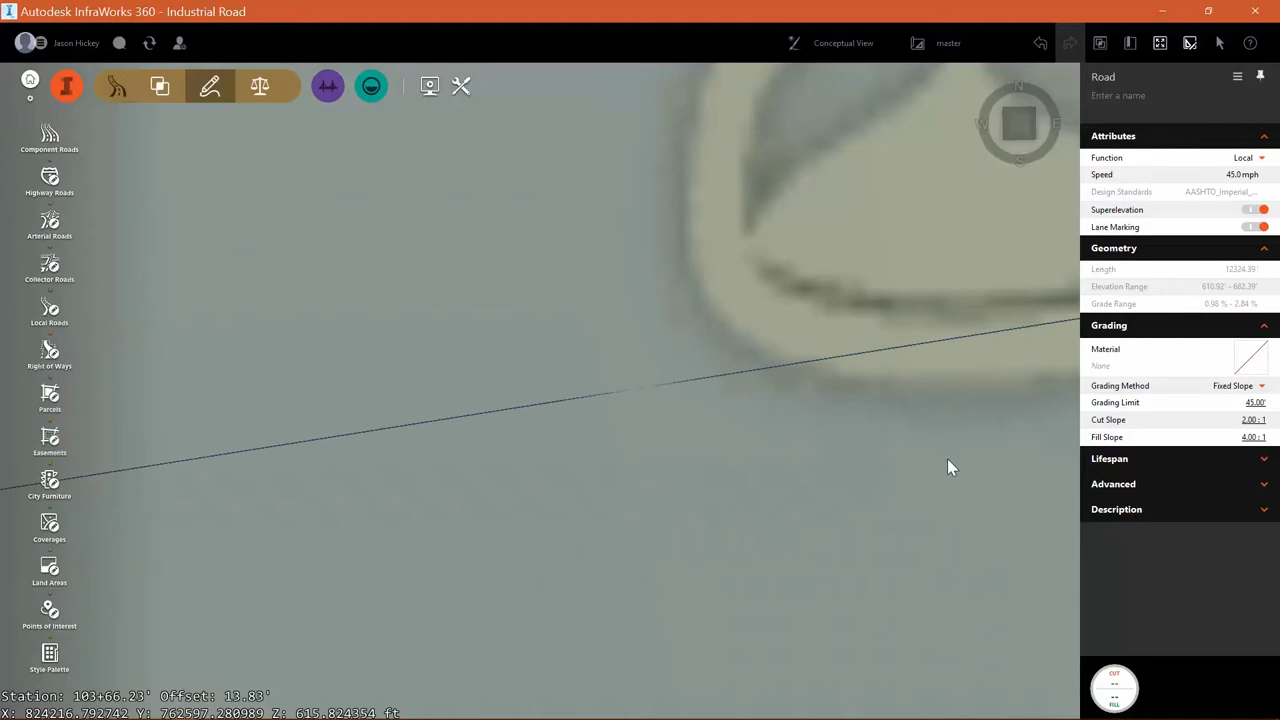 Autodesk InfraWorks 360 - Industrial Road
Jason Hickey
Conceptual View
master
Component Roads
Highway Roads
Arterial Roads
Collector Roads
Local Roads
Right of Ways
Parcels
Easements
City Furniture
Coverages
Land Areas
Points of Interest
Style Palette
N
W
E
S
Road
Enter a name
Attributes
Function Local
Speed 45.0 mph
Design Standards AASHTO_Imperial_...
Superelevation
Lane Marking
Geometry
Length 12324.39'
Elevation Range 610.92' - 682.39'
Grade Range 0.98 % - 2.84 %
Grading
Material
None
Grading Method Fixed Slope
Grading Limit 45.00'
Cut Slope 2.00 : 1
Fill Slope 4.00 : 1
Lifespan
Advanced
Description
CUT
--
--
FILL
Station: 103+66.23' Offset: 13.83'
X: 824216.792742 Y: 762597.280989 Z: 615.824354 ft